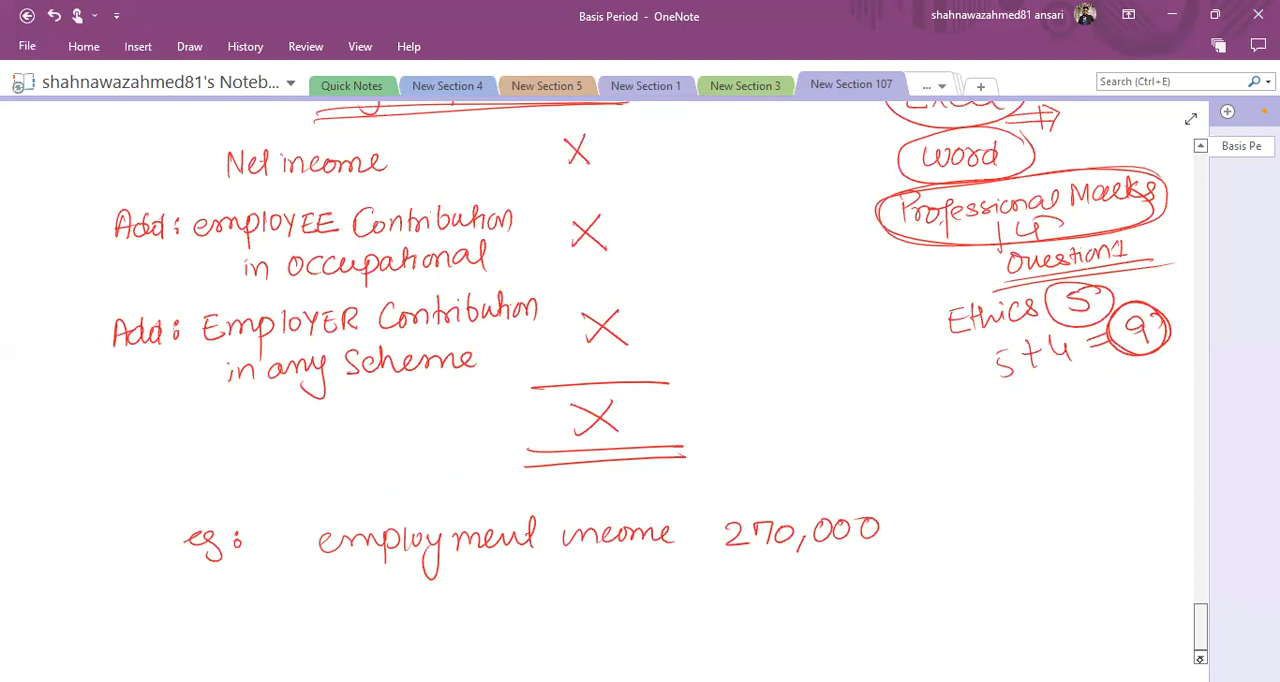 Basis Period - OneNote
shahnawazahmed81 ansari
File Home Insert Draw History Review View Help
shahnawazahmed81's Noteb...
Quick Notes
New Section 4
New Section 5
New Section 1
New Section 3
New Section 107
...
Search (Ctrl+E)
Basis Pe
Net income X
Add: employEE Contribution X
in occupational
Add: EmployER Contribution X
in any Scheme
X
eg: employment income 270,000
word
Professional Marks
4
Question 1
Ethics 5
5+4 = 9